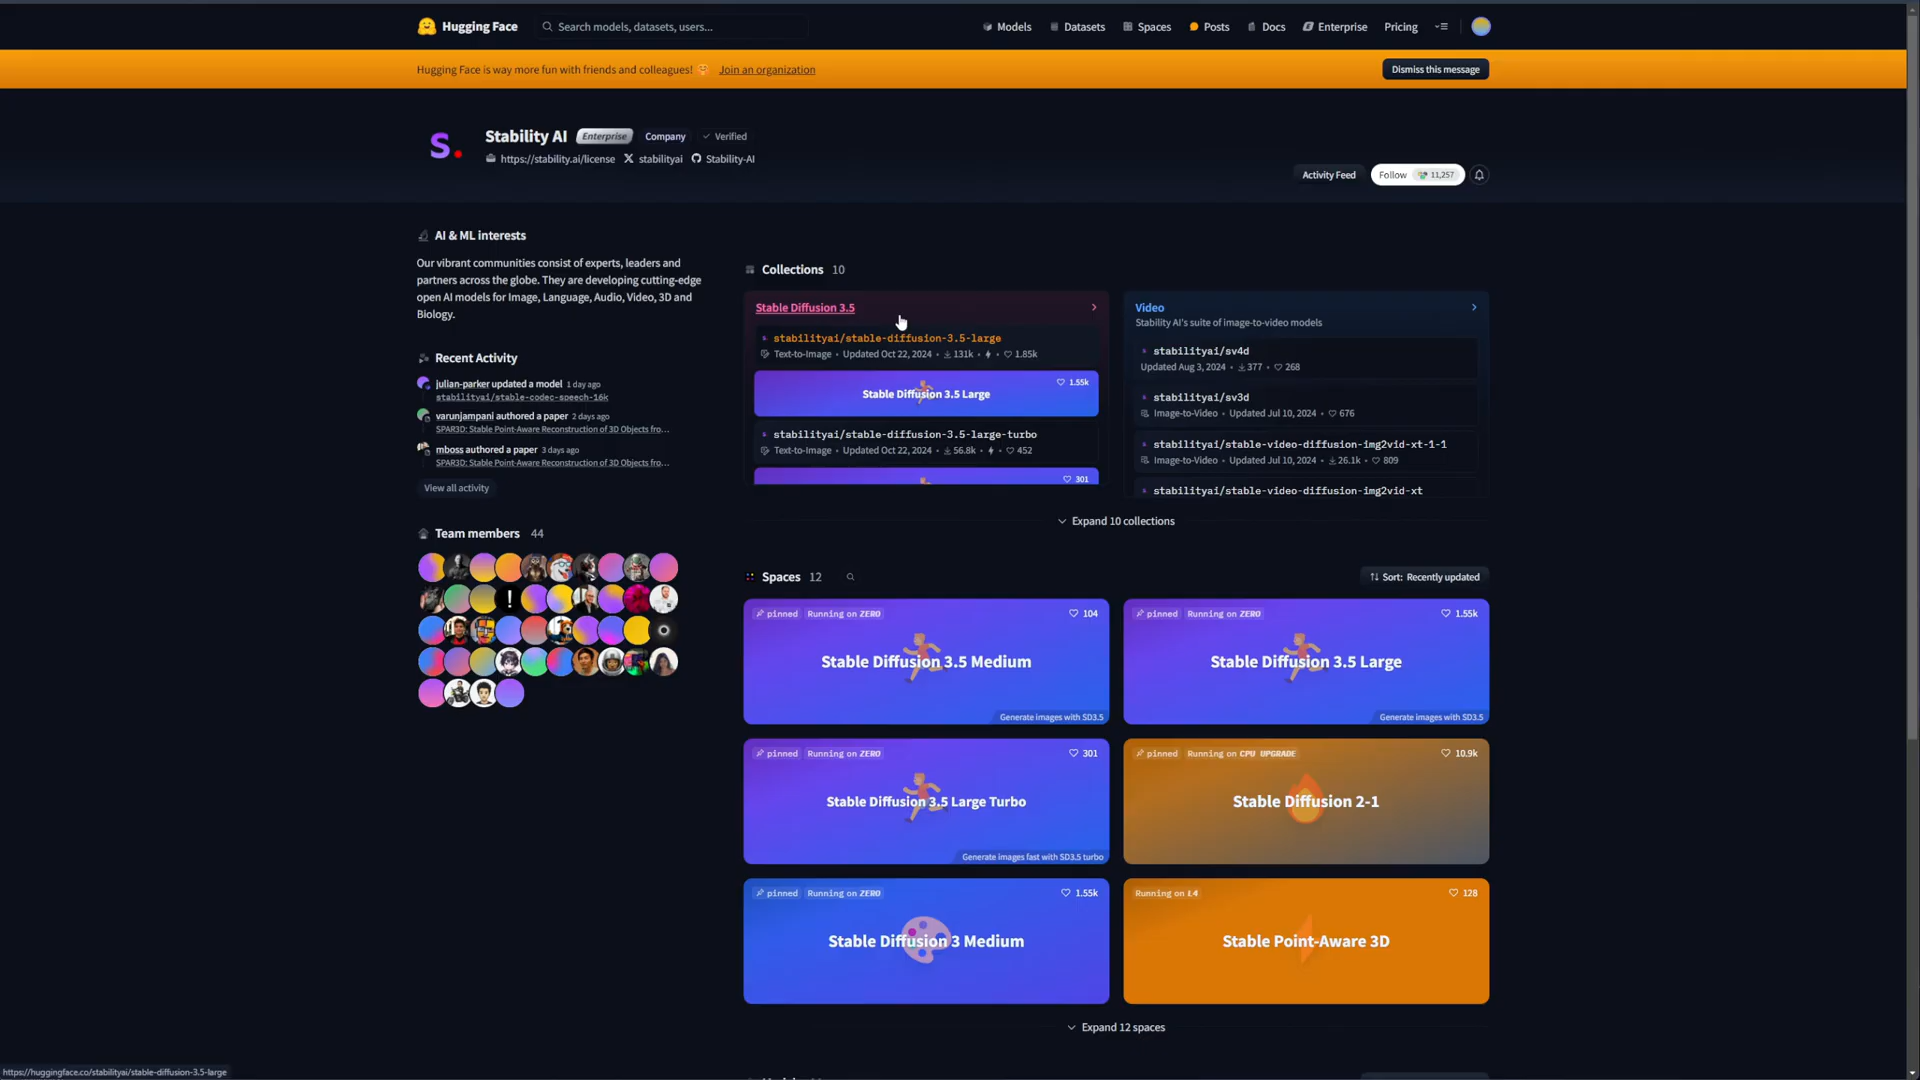 Hugging Face
Search models, datasets, users...
Models
Datasets
Spaces
Posts
Docs
Enterprise
Pricing
Hugging Face is way more fun with friends and colleagues! 🤗 Join an organization
Dismiss this message
S.
Stability AI
Enterprise
Company
Verified
https://stability.ai/license
stabilityai
Stability-AI
Activity Feed
Follow
11,257
AI & ML interests
Our vibrant communities consist of experts, leaders and
partners across the globe. They are developing cutting-edge
open AI models for Image, Language, Audio, Video, 3D and
Biology.
Recent Activity
julian-parker updated a model 1 day ago
stabilityai/stable-codec-speech-16k
varunjampani authored a paper 2 days ago
SPAR3D: Stable Point-Aware Reconstruction of 3D Objects fro...
mboss authored a paper 3 days ago
SPAR3D: Stable Point-Aware Reconstruction of 3D Objects fro...
View all activity
Team members 44
!
Collections 10
Stable Diffusion 3.5
stabilityai/stable-diffusion-3.5-large
Text-to-Image • Updated Oct 22, 2024 • 131k • 1.85k
1.55k
Stable Diffusion 3.5 Large
stabilityai/stable-diffusion-3.5-large-turbo
Text-to-Image • Updated Oct 22, 2024 • 56.8k • 452
301
Video
Stability AI's suite of image-to-video models
stabilityai/sv4d
Updated Aug 3, 2024 • 377 • 268
stabilityai/sv3d
Image-to-Video • Updated Jul 10, 2024 • 676
stabilityai/stable-video-diffusion-img2vid-xt-1-1
Image-to-Video • Updated Jul 10, 2024 • 26.1k • 809
stabilityai/stable-video-diffusion-img2vid-xt
Expand 10 collections
Spaces 12
Sort: Recently updated
pinned Running on ZERO 104
Stable Diffusion 3.5 Medium
Generate images with SD3.5
pinned Running on ZERO 1.55k
Stable Diffusion 3.5 Large
Generate images with SD3.5
pinned Running on ZERO 301
Stable Diffusion 3.5 Large Turbo
Generate images fast with SD3.5 turbo
pinned Running on CPU UPGRADE 10.9k
Stable Diffusion 2-1
pinned Running on ZERO 1.55k
Stable Diffusion 3 Medium
Running on L4 128
Stable Point-Aware 3D
Expand 12 spaces
https://huggingface.co/stabilityai/stable-diffusion-3.5-large